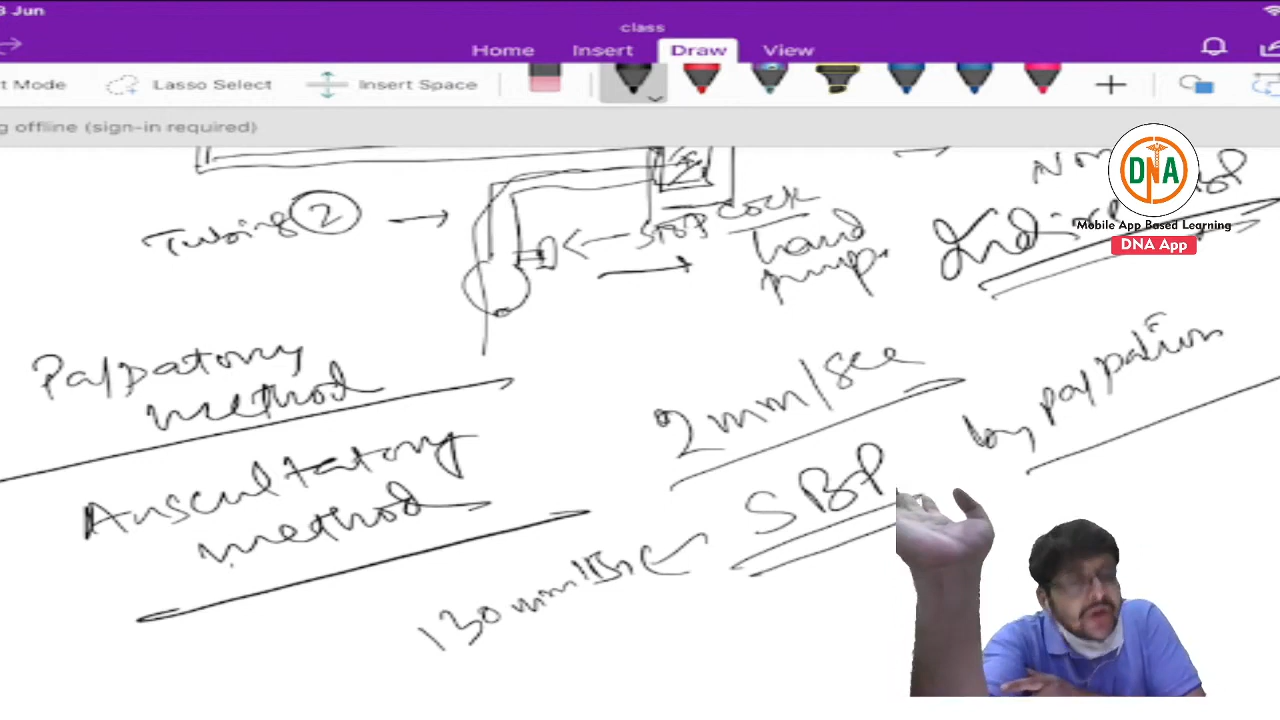 3 Jun
class
Home Insert Draw View
t Mode Lasso Select Insert Space
g offline (sign-in required)
DNA
Mobile App Based Learning
DNA App
Tubing 2
Stop cock
hand
pump
Palpatory
method
2mm/sec
by palpation
Auscultatory
method
SBP
130 mm